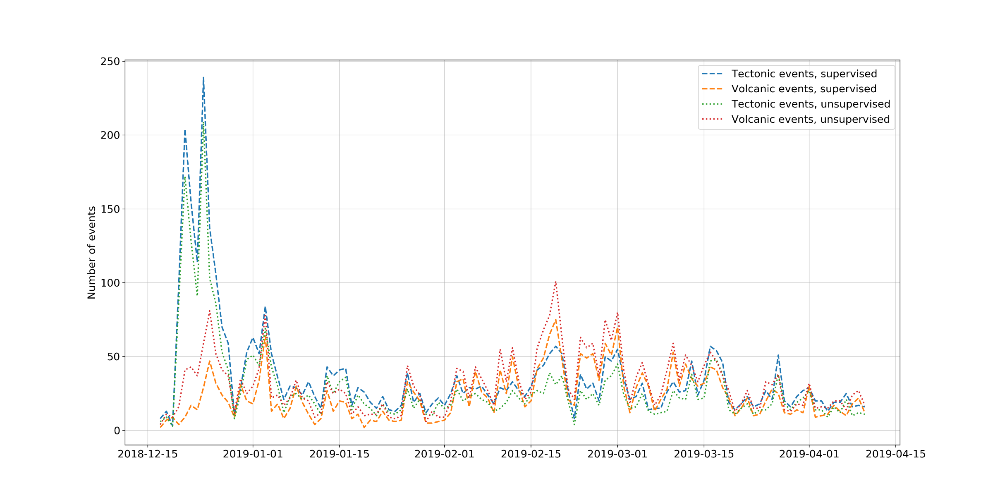 250
200
150
100
50
0
Number of events
Tectonic events, supervised
Volcanic events, supervised
Tectonic events, unsupervised
Volcanic events, unsupervised
2018-12-15 2019-01-01 2019-01-15 2019-02-01 2019-02-15 2019-03-01 2019-03-15 2019-04-01 2019-04-15